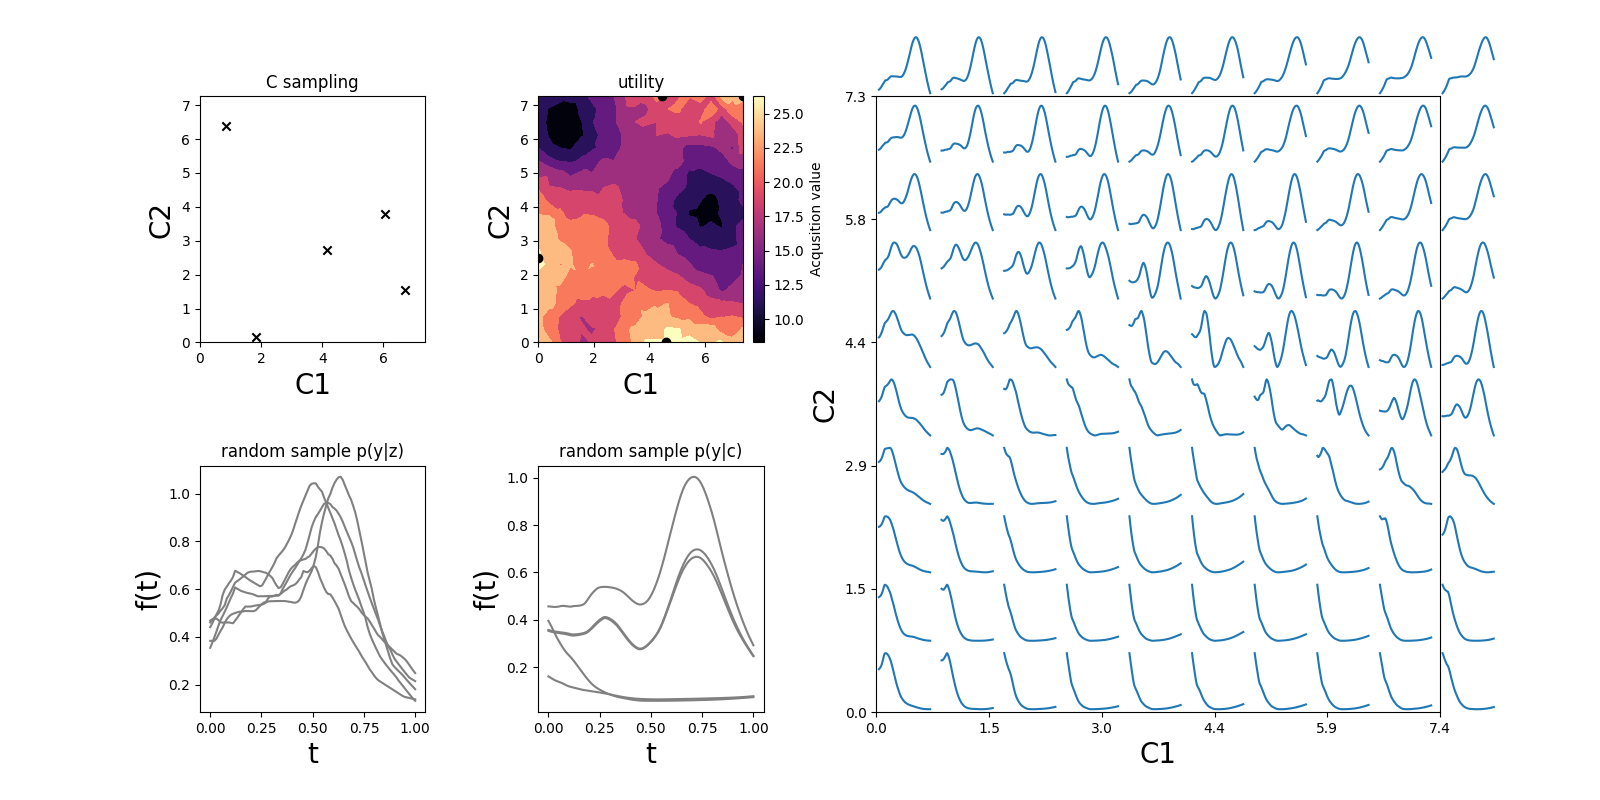 C sampling
7
6
5
4
3
2
1
0
C2
0 2 4 6
C1
utility
7
6
5
4
3
2
1
0
C2
0 2 4 6
C1
25.0
22.5
20.0
17.5
15.0
12.5
10.0
Acqusition value
random sample p(y|z)
1.0
0.8
0.6
0.4
0.2
f(t)
0.00 0.25 0.50 0.75 1.00
t
random sample p(y|c)
1.0
0.8
0.6
0.4
0.2
f(t)
0.00 0.25 0.50 0.75 1.00
t
7.3
5.8
4.4
2.9
1.5
0.0
C2
0.0 1.5 3.0 4.4 5.9 7.4
C1